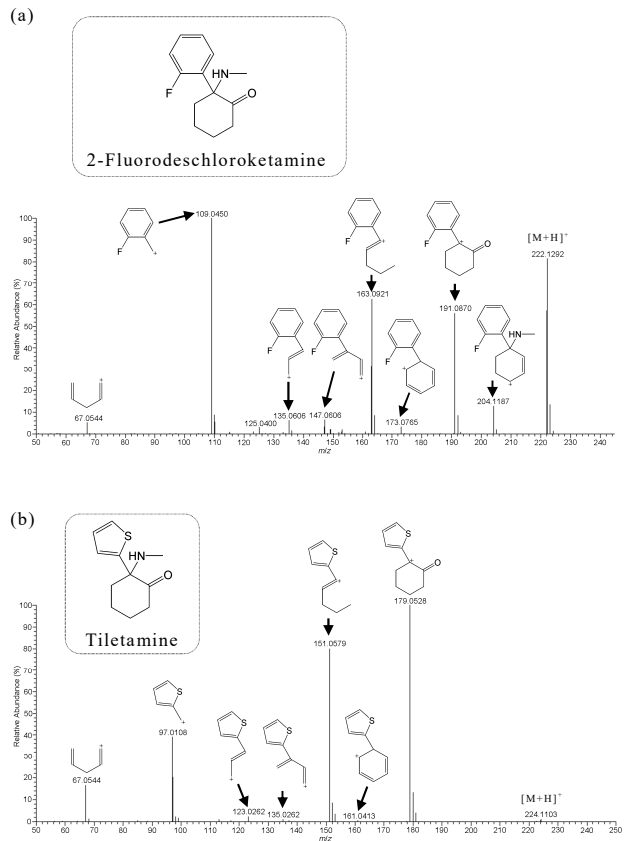 (a)
F
HN
O
2-Fluorodeschloroketamine
F
109.0450
F
F
O
[M+H]⁺
222.1292
163.0921
191.0870
F
F
F
F
HN
67.0544
125.0400
135.0606
147.0606
173.0765
204.1187
Relative Abundance (%)
0
10
20
30
40
50
60
70
80
90
100
50 60 70 80 90 100 110 120 130 140 150 160 170 180 190 200 210 220 230 240
m/z
(b)
S
HN
O
Tiletamine
S
S
O
179.0528
151.0579
S
97.0108
S
S
S
67.0544
123.0262
135.0262
161.0413
[M+H]⁺
224.1103
Relative Abundance (%)
0
10
20
30
40
50
60
70
80
90
100
50 60 70 80 90 100 110 120 130 140 150 160 170 180 190 200 210 220 230 240 250
m/z